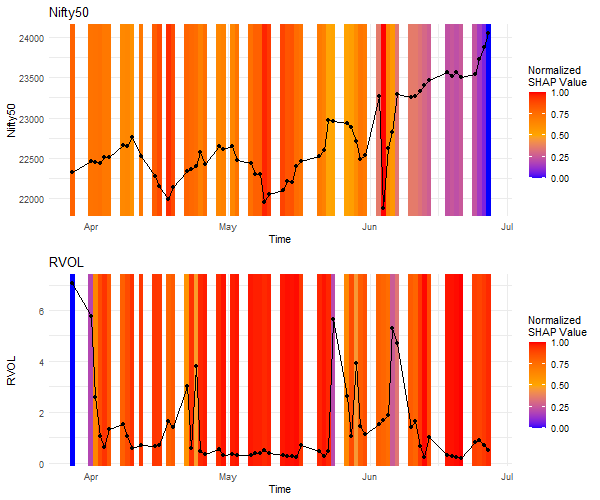 Nifty50
24000
23500
23000
22500
22000
Nifty50
Apr
May
Jun
Jul
Time
Normalized
SHAP Value
1.00
0.75
0.50
0.25
0.00
RVOL
6
4
2
0
RVOL
Apr
May
Jun
Jul
Time
Normalized
SHAP Value
1.00
0.75
0.50
0.25
0.00